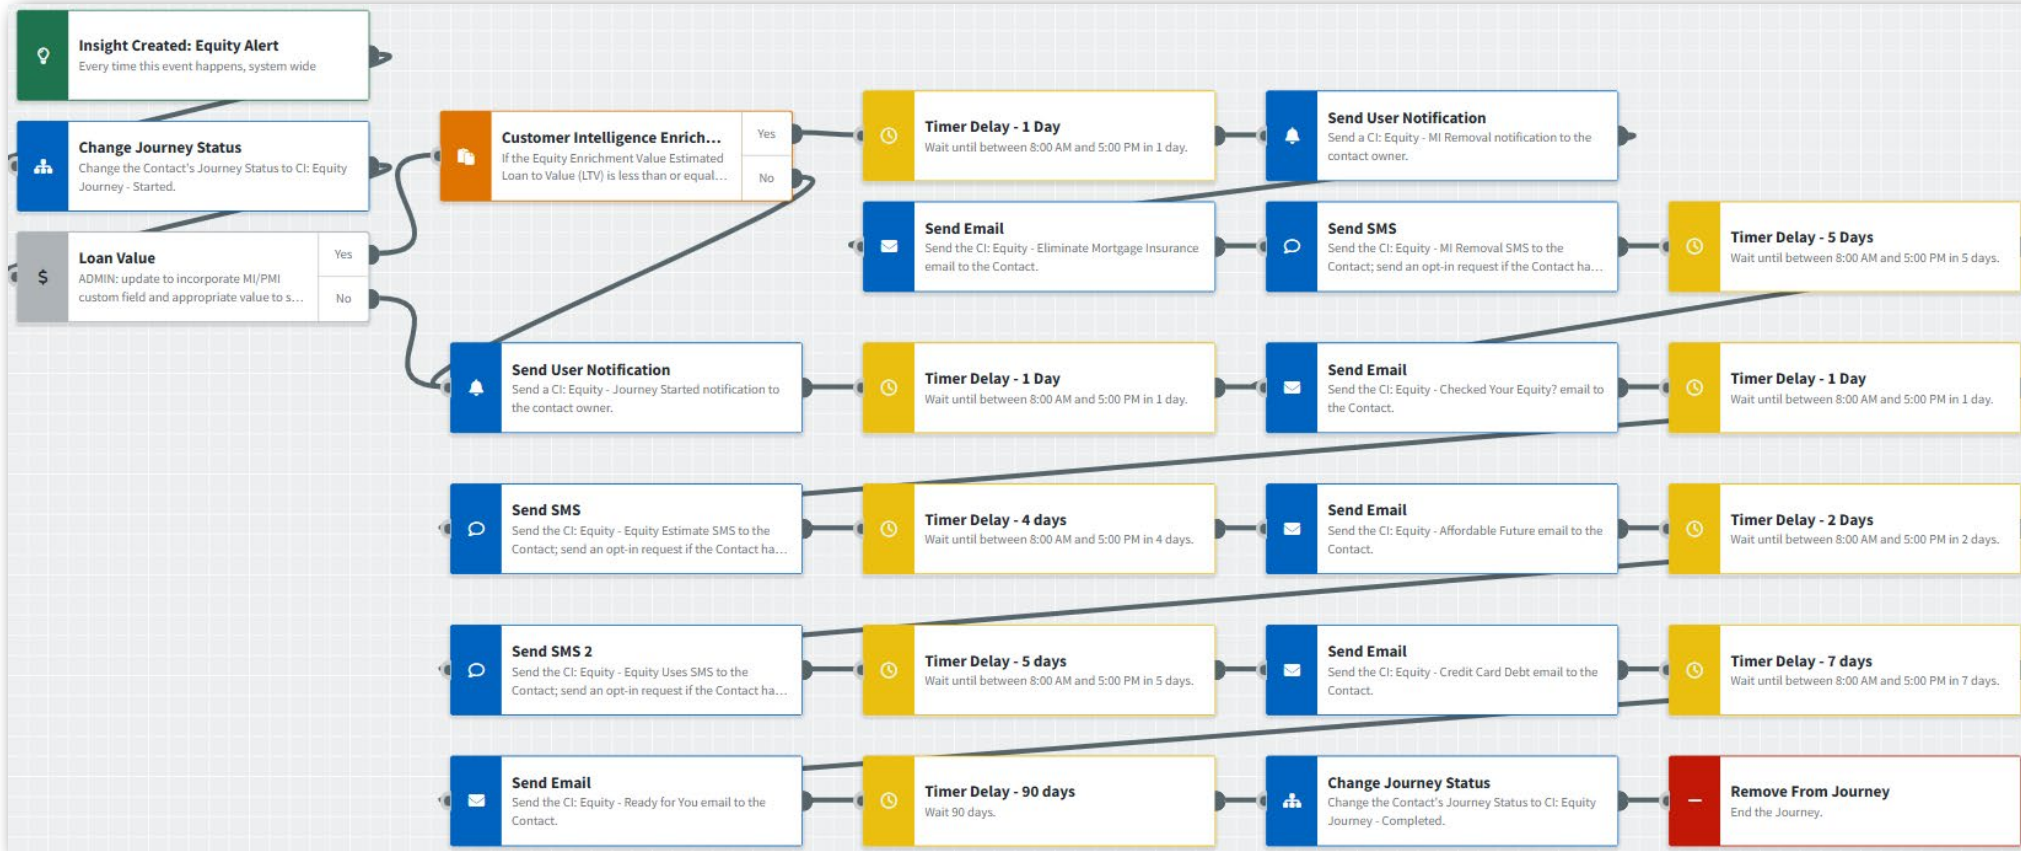 Insight Created: Equity Alert
Every time this event happens, system wide
Change Journey Status
Change the Contact's Journey Status to CI: Equity
Journey - Started.
Loan Value
ADMIN: update to incorporate MI/PMI
custom field and appropriate value to s...
Yes
No
Customer Intelligence Enrich...
If the Equity Enrichment Value Estimated
Loan to Value (LTV) is less than or equal...
Yes
No
Timer Delay - 1 Day
Wait until between 8:00 AM and 5:00 PM in 1 day.
Send User Notification
Send a CI: Equity - MI Removal notification to the
contact owner.
Send Email
Send the CI: Equity - Eliminate Mortgage Insurance
email to the Contact.
Send SMS
Send the CI: Equity - MI Removal SMS to the
Contact; send an opt-in request if the Contact ha...
Timer Delay - 5 Days
Wait until between 8:00 AM and 5:00 PM in 5 days.
Send User Notification
Send a CI: Equity - Journey Started notification to
the contact owner.
Timer Delay - 1 Day
Wait until between 8:00 AM and 5:00 PM in 1 day.
Send Email
Send the CI: Equity - Checked Your Equity? email to
the Contact.
Timer Delay - 1 Day
Wait until between 8:00 AM and 5:00 PM in 1 day.
Send SMS
Send the CI: Equity - Equity Estimate SMS to the
Contact; send an opt-in request if the Contact ha...
Timer Delay - 4 days
Wait until between 8:00 AM and 5:00 PM in 4 days.
Send Email
Send the CI: Equity - Affordable Future email to the
Contact.
Timer Delay - 2 Days
Wait until between 8:00 AM and 5:00 PM in 2 days.
Send SMS 2
Send the CI: Equity - Equity Uses SMS to the
Contact; send an opt-in request if the Contact ha...
Timer Delay - 5 days
Wait until between 8:00 AM and 5:00 PM in 5 days.
Send Email
Send the CI: Equity - Credit Card Debt email to the
Contact.
Timer Delay - 7 days
Wait until between 8:00 AM and 5:00 PM in 7 days.
Send Email
Send the CI: Equity - Ready for You email to the
Contact.
Timer Delay - 90 days
Wait 90 days.
Change Journey Status
Change the Contact's Journey Status to CI: Equity
Journey - Completed.
Remove From Journey
End the Journey.